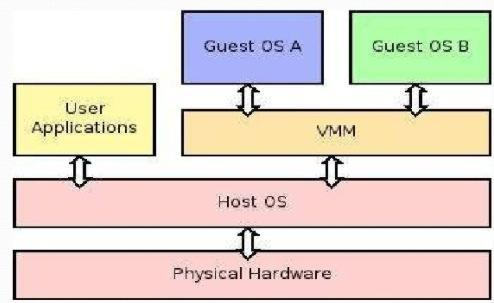 Guest OS A
Guest OS B
User
Applications
VMM
Host OS
Physical Hardware